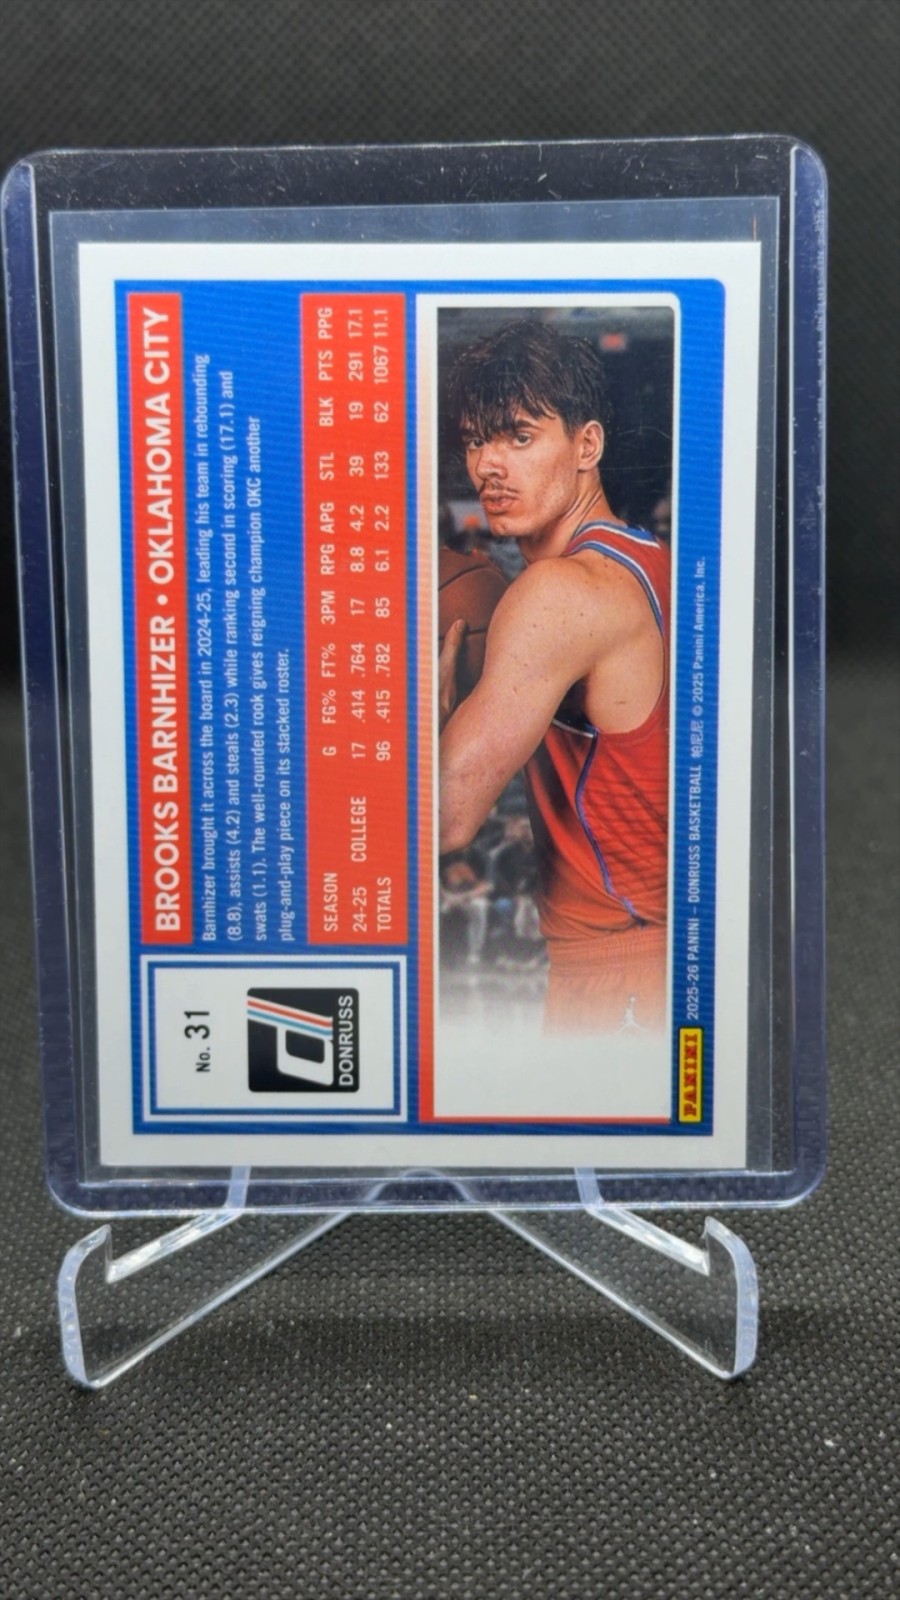 BROOKS BARNHIZER • OKLAHOMA CITY
Barnhizer brought it across the board in 2024-25, leading his team in rebounding
(8.8), assists (4.2) and steals (2.3) while ranking second in scoring (17.1) and
swats (1.1). The well-rounded rook gives reigning champion OKC another
plug-and-play piece on its stacked roster.
SEASON G FG% FT% 3PM RPG APG STL BLK PTS PPG
24-25 COLLEGE 17 .414 .764 17 8.8 4.2 39 19 291 17.1
TOTALS 96 .415 .782 85 6.1 2.2 133 62 1067 11.1
No. 31
DONRUSS
PANINI
2025-26 PANINI – DONRUSS BASKETBALL 帕尼尼 © 2025 Panini America, Inc.